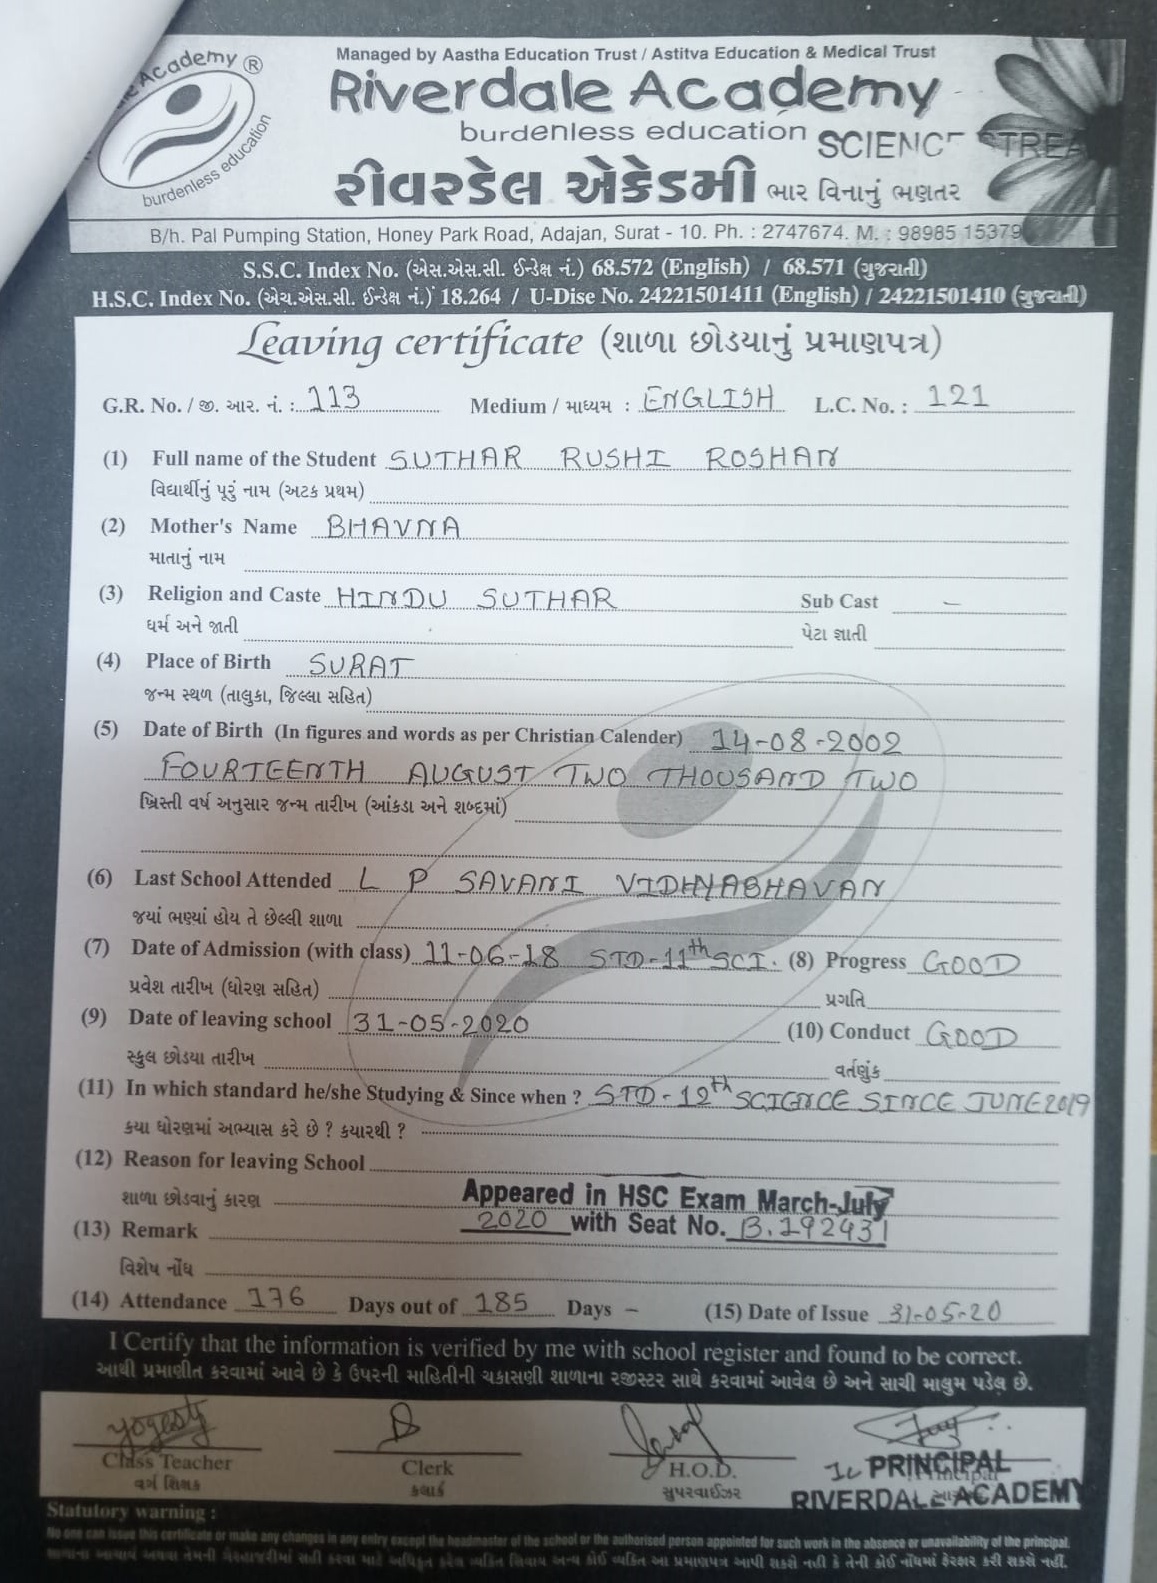 Academy ®
burdenless education
Managed by Aastha Education Trust / Astitva Education & Medical Trust
Riverdale Academy
burdenless education SCIENC STREA
રીવરડેલ એકેડમી ભાર વિનાનું ભણતર
B/h. Pal Pumping Station, Honey Park Road, Adajan, Surat - 10. Ph. : 2747674. M. : 98985 15379
S.S.C. Index No. (એસ.એસ.સી. ઈન્ડેક્ષ નં.) 68.572 (English) / 68.571 (ગુજરાતી)
H.S.C. Index No. (એચ.એસ.સી. ઈન્ડેક્ષ નં.) 18.264 / U-Dise No. 24221501411 (English) / 24221501410 (ગુજરાતી)
Leaving certificate (શાળા છોડયાનું પ્રમાણપત્ર)
G.R. No. / જી. આર. નં. : 113 Medium / માધ્યમ : ENGLISH L.C. No. : 121
(1) Full name of the Student SUTHAR RUSHI ROSHAN
વિદ્યાર્થીનું પૂરું નામ (અટક પ્રથમ)
(2) Mother's Name BHAVNA
માતાનું નામ
(3) Religion and Caste HINDU SUTHAR Sub Cast –
ધર્મ અને જાતી પેટા જ્ઞાતી
(4) Place of Birth SURAT
જન્મ સ્થળ (તાલુકા, જિલ્લા સહિત)
(5) Date of Birth (In figures and words as per Christian Calender) 14-08-2002
FOURTEENTH AUGUST TWO THOUSAND TWO
ખ્રિસ્તી વર્ષ અનુસાર જન્મ તારીખ (આંકડા અને શબ્દમાં)
(6) Last School Attended L P SAVANI VIDHYABHAVAN
જયાં ભણ્યાં હોય તે છેલ્લી શાળા
(7) Date of Admission (with class) 11-06-18 STD-11th SCI. (8) Progress GOOD
પ્રવેશ તારીખ (ધોરણ સહિત) પ્રગતિ
(9) Date of leaving school 31-05-2020 (10) Conduct GOOD
સ્કુલ છોડયા તારીખ વર્તણુંક
(11) In which standard he/she Studying & Since when ? STD-12th SCIENCE SINCE JUNE 2019
કયા ધોરણમાં અભ્યાસ કરે છે ? કયારથી ?
(12) Reason for leaving School
શાળા છોડવાનું કારણ Appeared in HSC Exam March-July
2020 with Seat No. B.192431
(13) Remark
વિશેષ નોંધ
(14) Attendance 176 Days out of 185 Days – (15) Date of Issue 31-05-20
I Certify that the information is verified by me with school register and found to be correct.
આથી પ્રમાણીત કરવામાં આવે છે કે ઉપરની માહિતીની ચકાસણી શાળાના રજીસ્ટર સાથે કરવામાં આવેલ છે અને સાચી માલુમ પડેલ છે.
Class Teacher Clerk H.O.D. Ic PRINCIPAL
વર્ગ શિક્ષક કલાર્ક સુપરવાઈઝર RIVERDALE ACADEMY
Statutory warning :
No one can issue this certificate or make any changes in any entry except the headmaster of the school or the authorised person appointed for such work in the absence or unavailability of the principal.